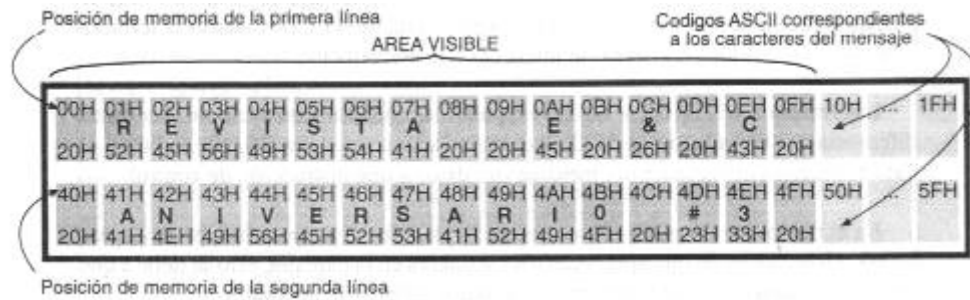 Posición de memoria de la primera línea
Codigos ASCII correspondientes
a los caracteres del mensaje
AREA VISIBLE
00H 01H 02H 03H 04H 05H 06H 07H 08H 09H 0AH 0BH 0CH 0DH 0EH 0FH 10H ... 1FH
R E V I S T A E & C
20H 52H 45H 56H 49H 53H 54H 41H 20H 20H 45H 20H 26H 20H 43H 20H
40H 41H 42H 43H 44H 45H 46H 47H 48H 49H 4AH 4BH 4CH 4DH 4EH 4FH 50H ... 5FH
A N I V E R S A R I O # 3
20H 41H 4EH 49H 56H 45H 52H 53H 41H 52H 49H 4FH 20H 23H 33H 20H
Posición de memoria de la segunda línea